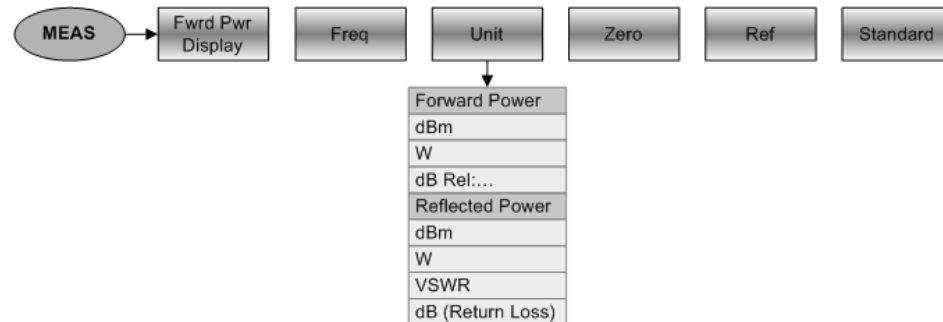 MEAS
Fwrd Pwr
Display
Freq
Unit
Zero
Ref
Standard
Forward Power
dBm
W
dB Rel:...
Reflected Power
dBm
W
VSWR
dB (Return Loss)